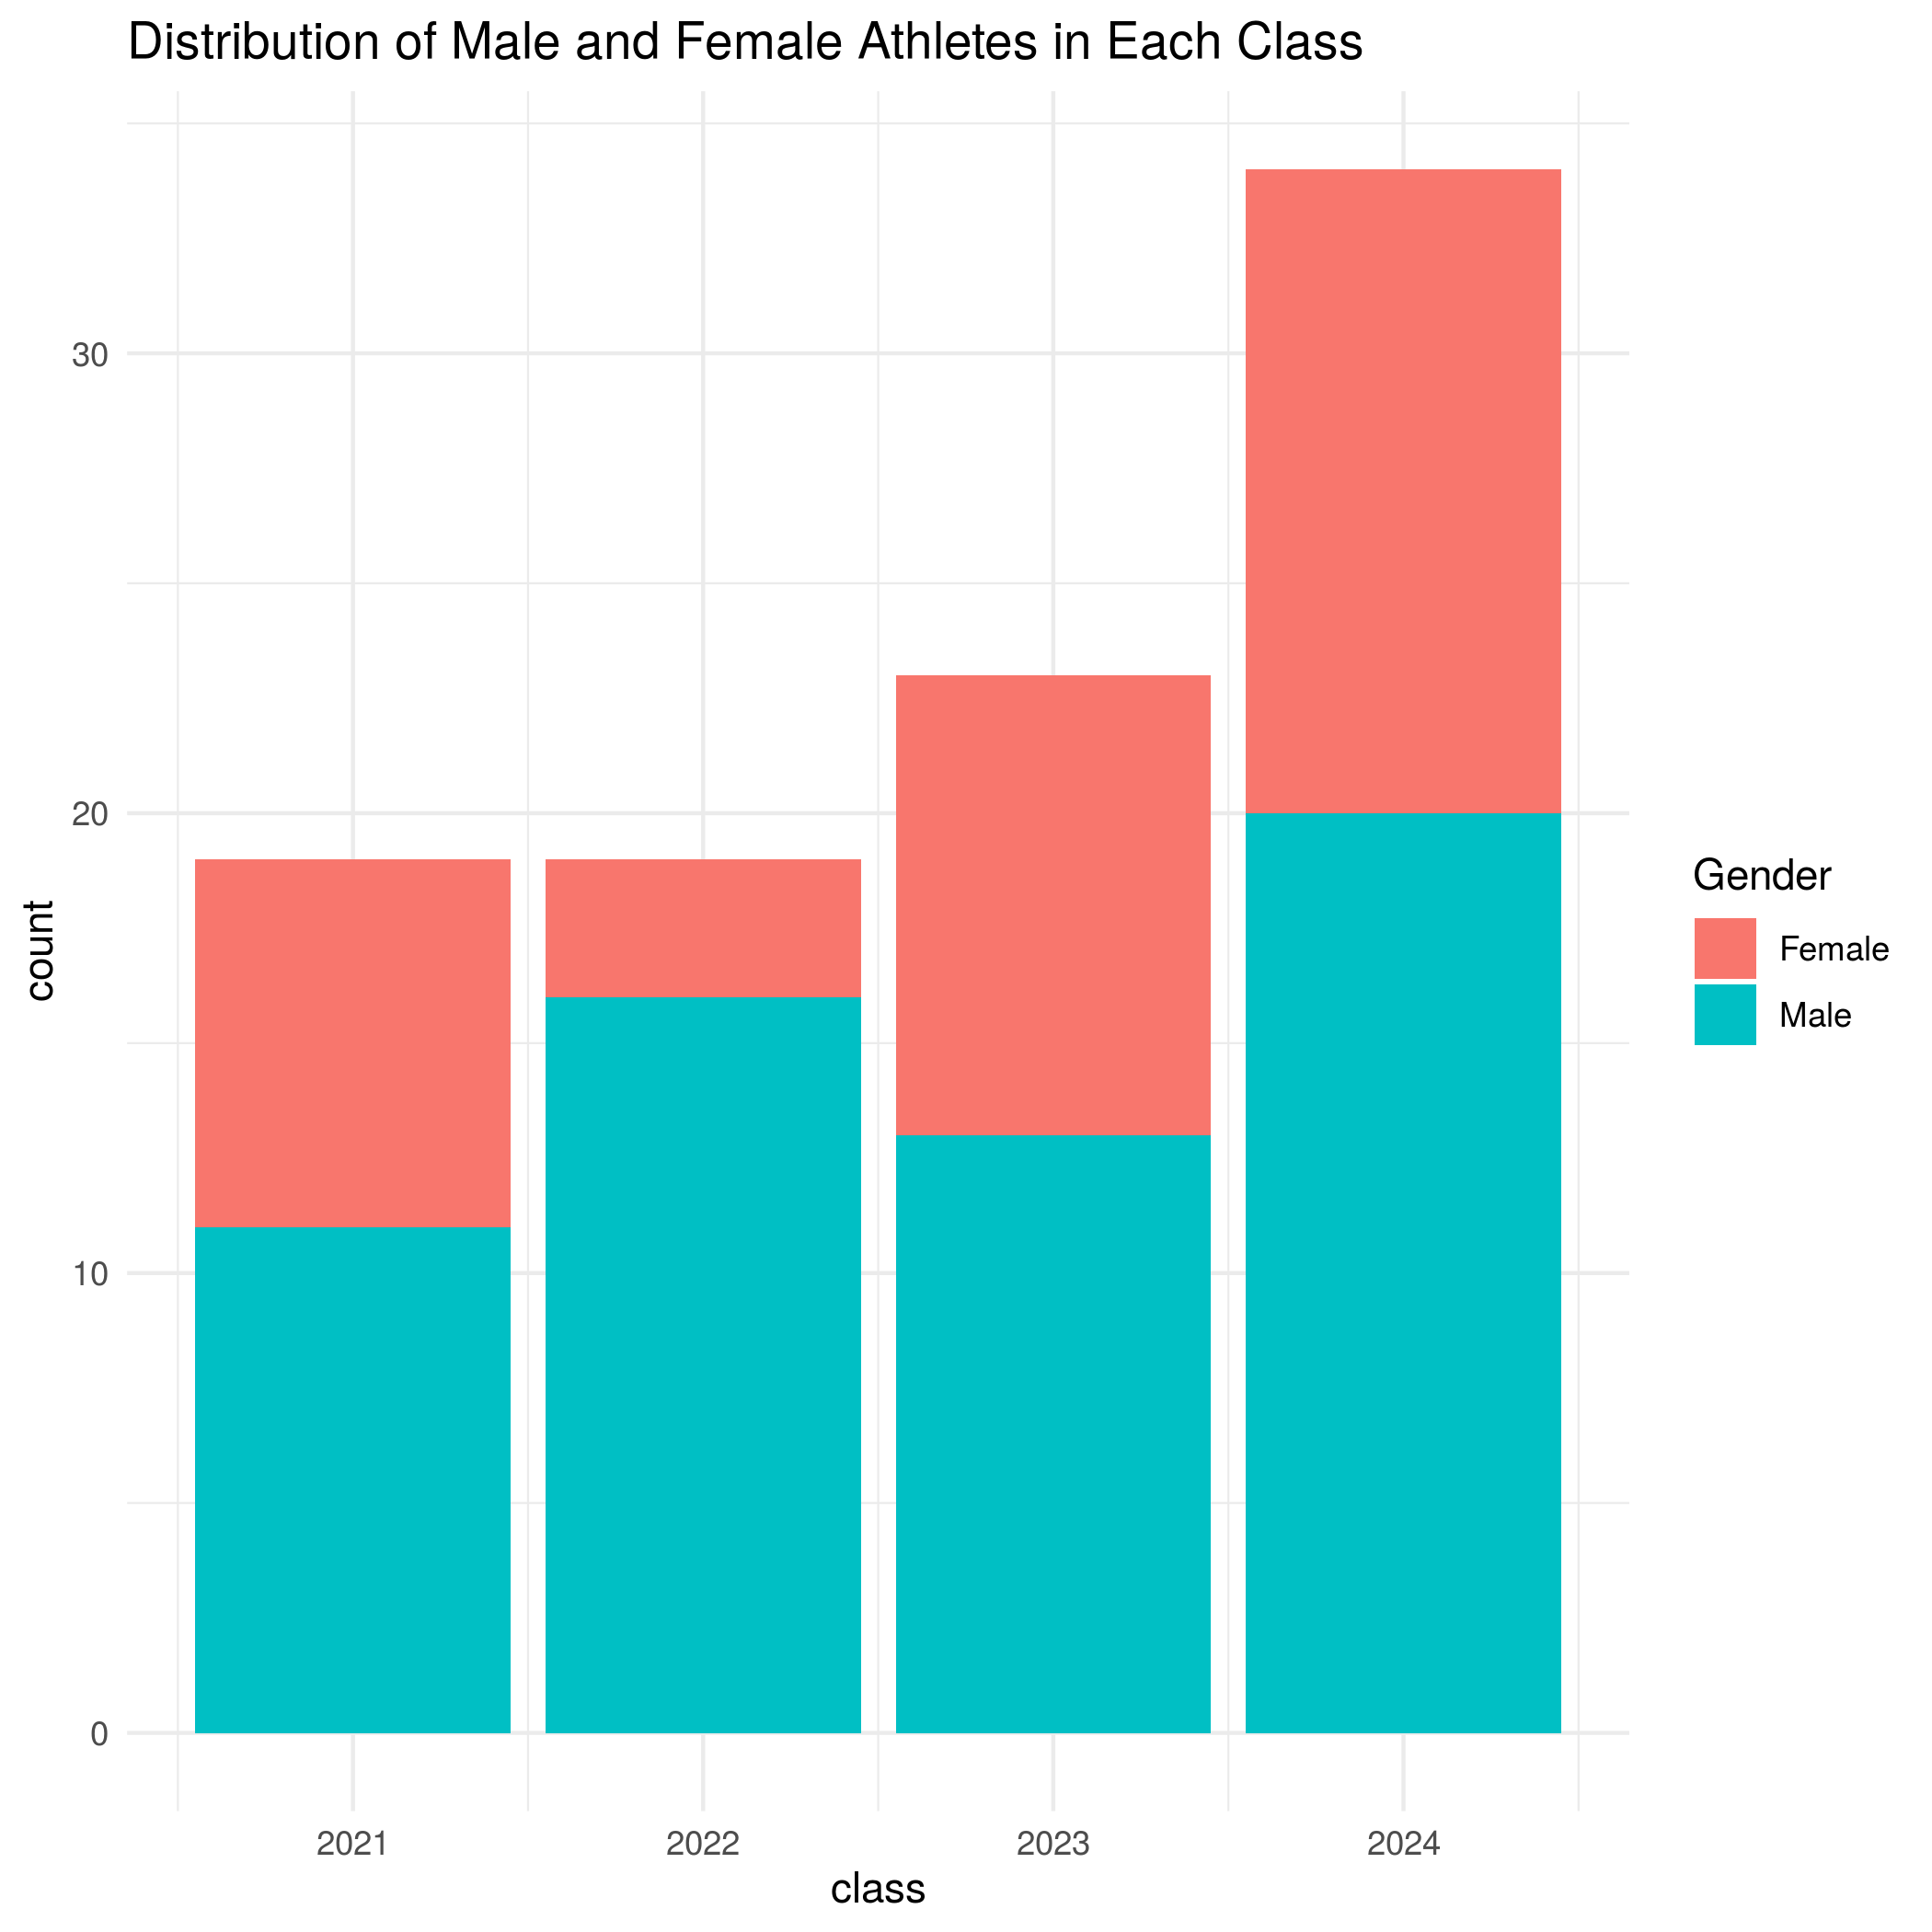 Distribution of Male and Female Athletes in Each Class
30
20
10
0
count
2021 2022 2023 2024
class
Gender
Female
Male